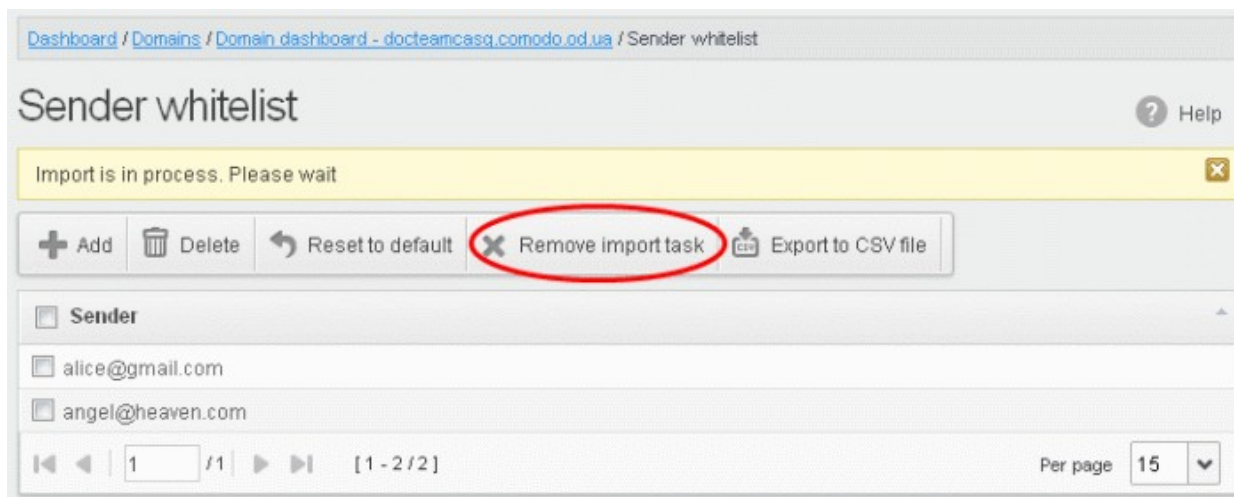 Dashboard / Domains / Domain dashboard - docteamcasg.comodo.od.ua / Sender whitelist
Sender whitelist
Help
Import is in process. Please wait
Add Delete Reset to default Remove import task Export to CSV file
Sender
alice@gmail.com
angel@heaven.com
1 /1 [1 - 2 / 2] Per page 15